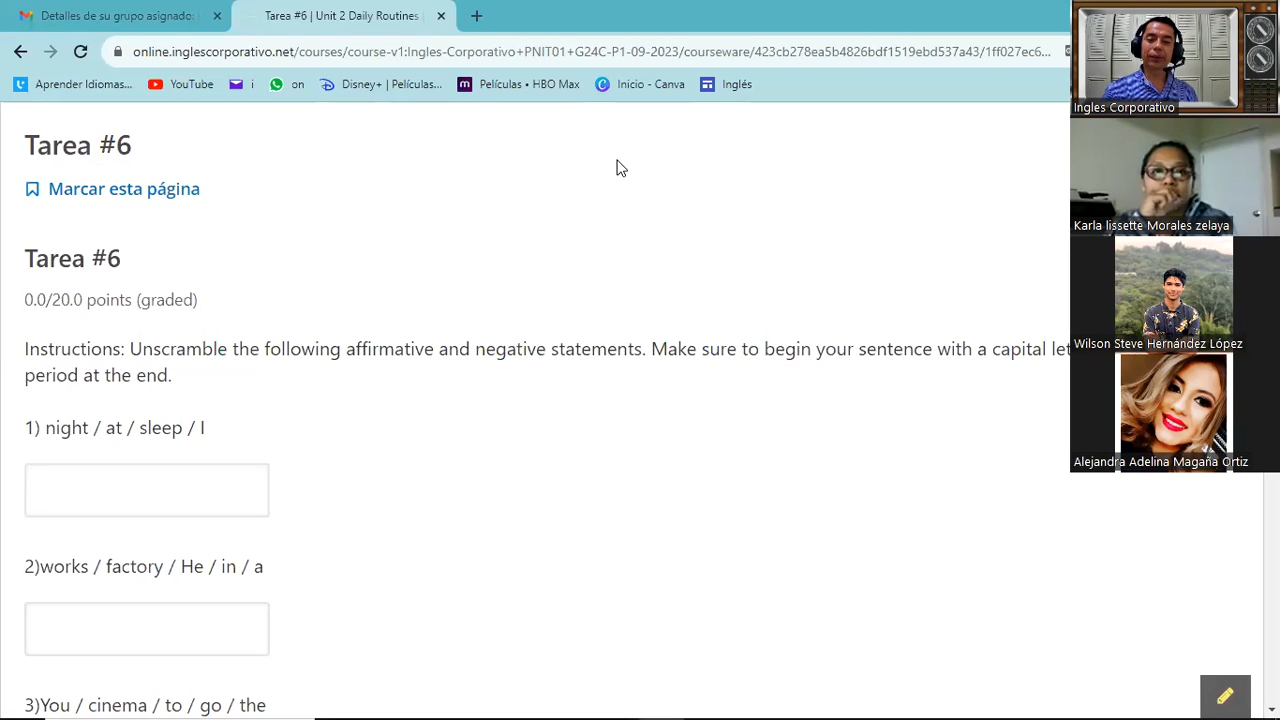 Detalles de su grupo asignado:
Tarea #6 | Unit 2 Daily Routines
online.inglescorporativo.net/courses/course-v1:Ingles-Corporativo+PNIT01+G24C-P1-09-2023/courseware/423cb278ea5b485bbdf1519ebd537a43/1ff027ec6...
Aprender Idiomas...
YouTube
i
on
Disney+ | Películas...
Películas • HBO Max
Inicio - Canva
Inglés
Tarea #6
Marcar esta página
Tarea #6
0.0/20.0 points (graded)
Instructions: Unscramble the following affirmative and negative statements. Make sure to begin your sentence with a capital let
period at the end.
1) night / at / sleep / I
2)works / factory / He / in / a
3)You / cinema / to / go / the
Ingles Corporativo
Karla lissette Morales zelaya
Wilson Steve Hernández López
Alejandra Adelina Magaña Ortiz